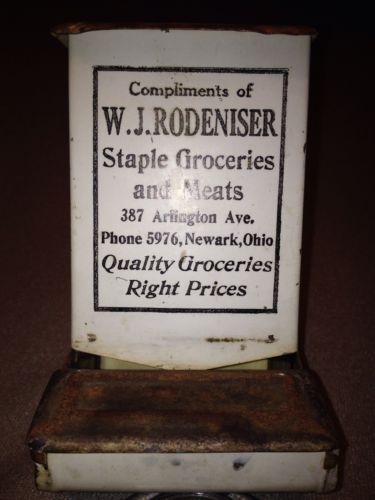 Compliments of
W.J.RODENISER
Staple Groceries
and Meats
387 Arlington Ave.
Phone 5976, Newark, Ohio
Quality Groceries
Right Prices